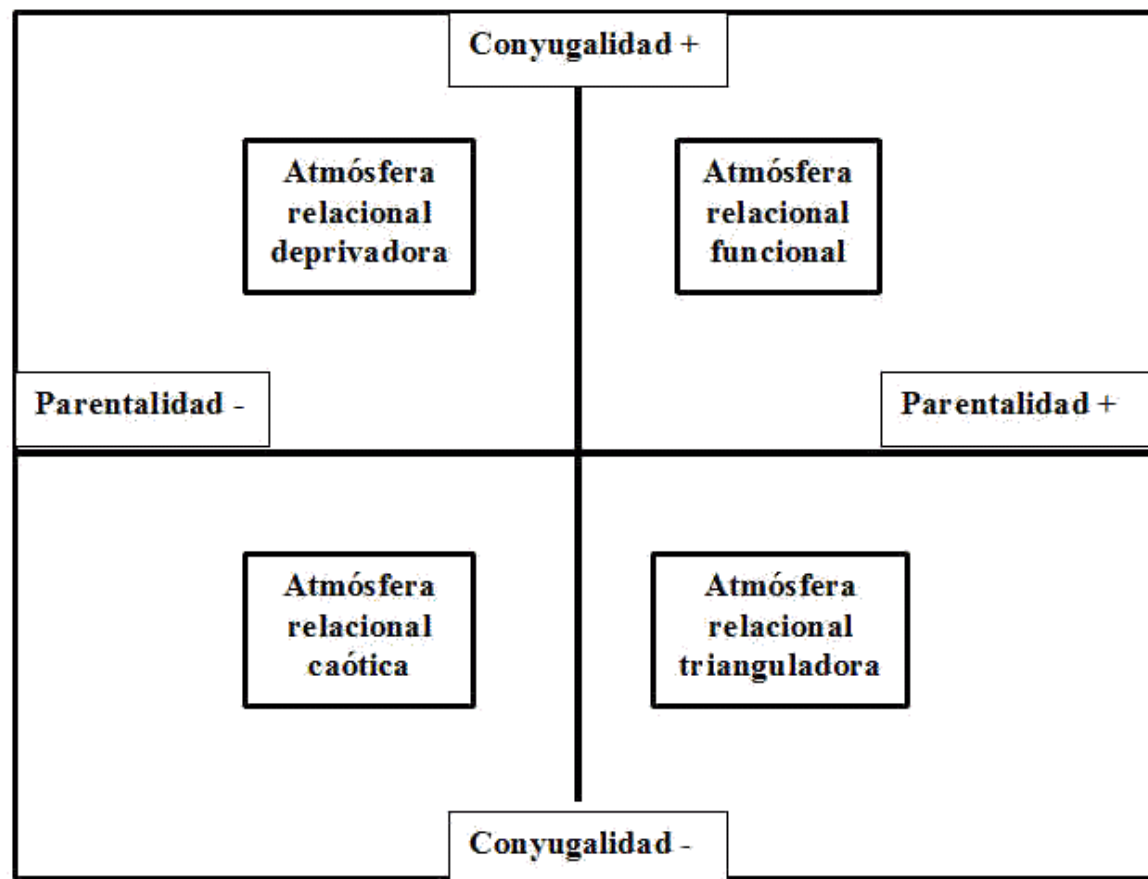 Conyugalidad +
Atmósfera
relacional
deprivadora
Atmósfera
relacional
funcional
Parentalidad -
Parentalidad +
Atmósfera
relacional
caótica
Atmósfera
relacional
trianguladora
Conyugalidad -